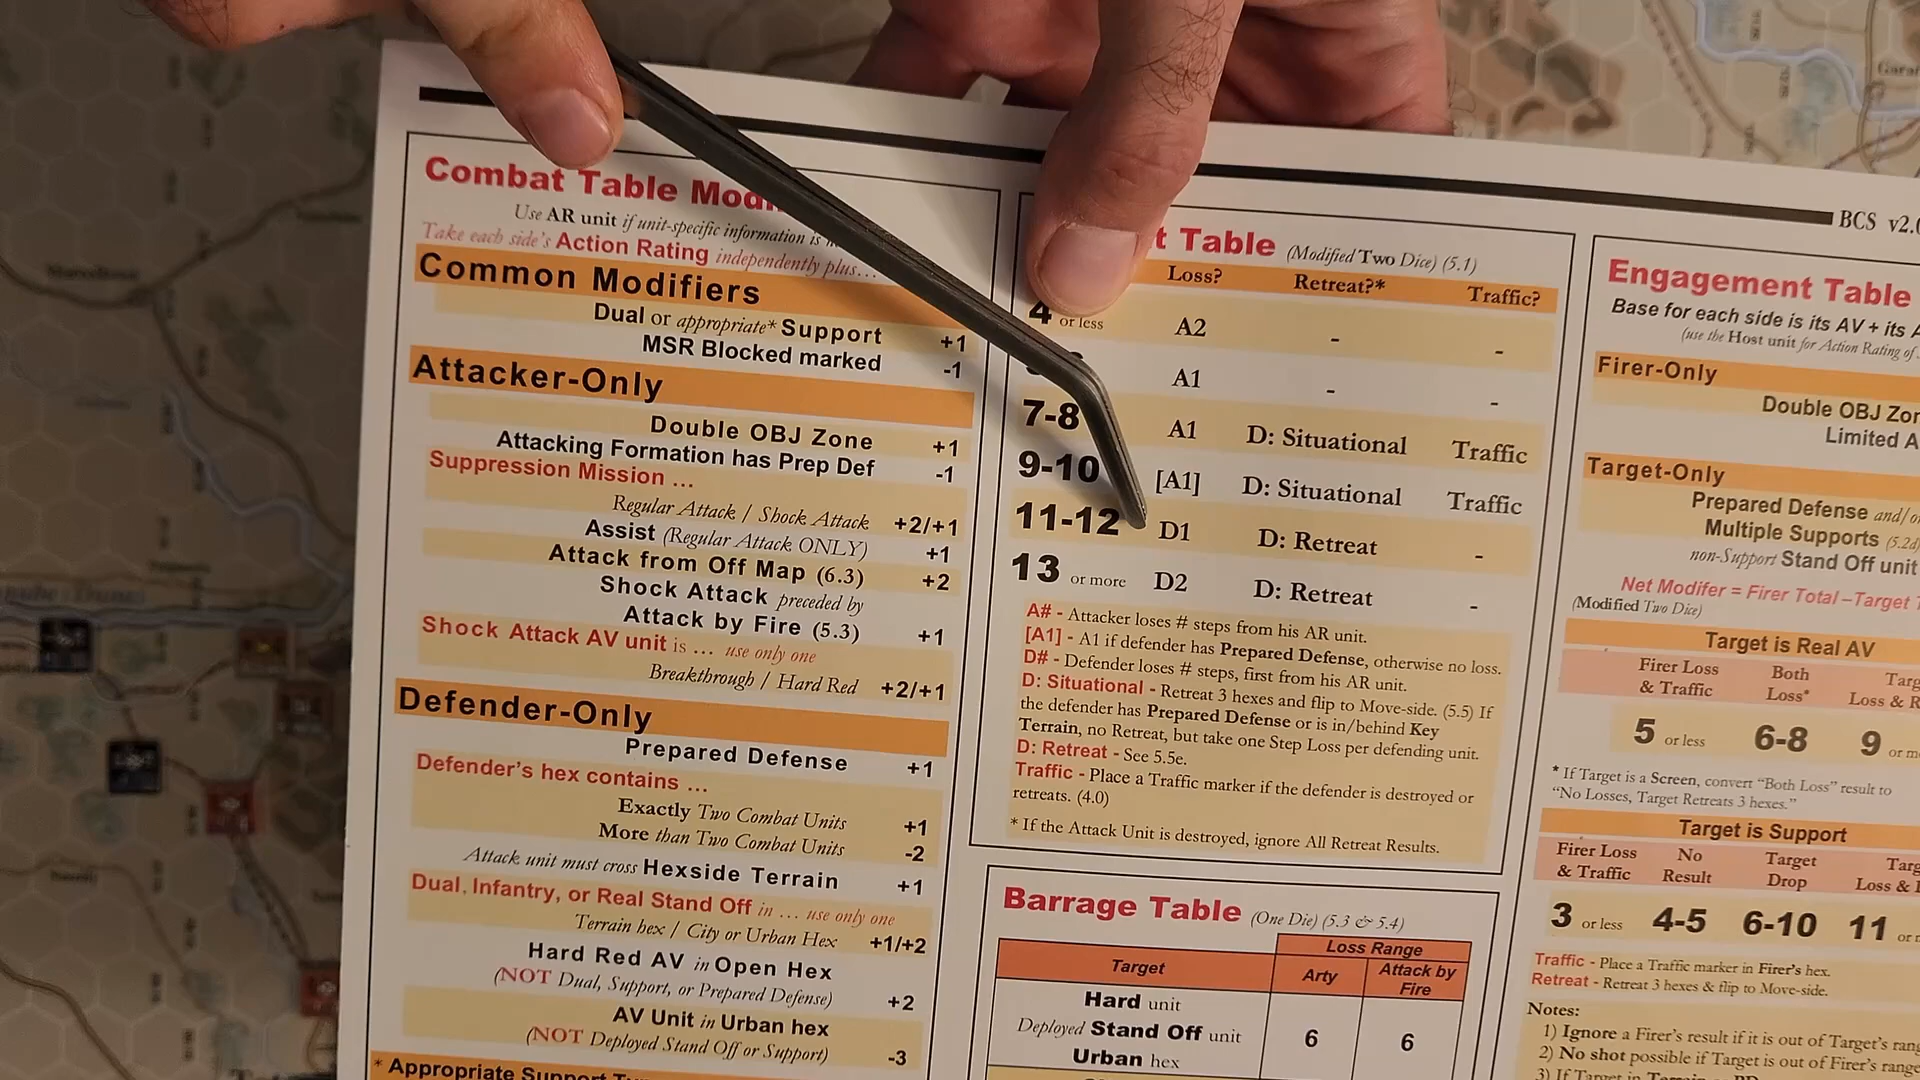 BCS v2.0
Combat Table
Use AR unit if unit-specific information is
Take each side's Action Rating independently plus...
Common Modifiers
Dual or appropriate* Support +1
MSR Blocked marked -1
Attacker-Only
Double OBJ Zone +1
Attacking Formation has Prep Def -1
Suppression Mission ...
Regular Attack / Shock Attack +2/+1
Assist (Regular Attack ONLY) +1
Attack from Off Map (6.3) +2
Shock Attack preceded by
Attack by Fire (5.3) +1
Shock Attack AV unit is ... use only one
Breakthrough / Hard Red +2/+1
Defender-Only
Prepared Defense +1
Defender's hex contains ...
Exactly Two Combat Units +1
More than Two Combat Units -2
Attack unit must cross Hexside Terrain +1
Dual, Infantry, or Real Stand Off in ... use only one
Terrain hex / City or Urban Hex +1/+2
Hard Red AV in Open Hex
(NOT Dual, Support, or Prepared Defense) +2
AV Unit in Urban hex
(NOT Deployed Stand Off or Support) -3
* Appropriate Support
Table (Modified Two Dice) (5.1)
Loss? Retreat?* Traffic?
4 or less A2 - -
A1 - -
7-8 A1 D: Situational Traffic
9-10 [A1] D: Situational Traffic
11-12 D1 D: Retreat -
13 or more D2 D: Retreat -
A# - Attacker loses # steps from his AR unit.
[A1] - A1 if defender has Prepared Defense, otherwise no loss.
D# - Defender loses # steps, first from his AR unit.
D: Situational - Retreat 3 hexes and flip to Move-side. (5.5) If
the defender has Prepared Defense or is in/behind Key
Terrain, no Retreat, but take one Step Loss per defending unit.
D: Retreat - See 5.5e.
Traffic - Place a Traffic marker if the defender is destroyed or
retreats. (4.0)
* If the Attack Unit is destroyed, ignore All Retreat Results.
Barrage Table (One Die) (5.3 & 5.4)
Loss Range
Target Arty Attack by
Fire
Hard unit
Deployed Stand Off unit 6 6
Urban hex
Engagement Table
Base for each side is its AV + its
(use the Host unit for Action Rating of
Firer-Only
Double OBJ
Limited
Target-Only
Prepared Defense
Multiple Supports (5.2d)
non-Support Stand Off unit
Net Modifer = Firer Total –Target
(Modified Two Dice)
Target is Real AV
Firer Loss Both
& Traffic Loss* Loss &
5 or less 6-8 9
* If Target is a Screen, convert "Both Loss" result to
"No Losses, Target Retreats 3 hexes."
Target is Support
Firer Loss No Target
& Traffic Result Drop Loss &
3 or less 4-5 6-10 11
Traffic - Place a Traffic marker in Firer's hex.
Retreat - Retreat 3 hexes & flip to Move-side.
Notes:
1) Ignore a Firer's result if it is out of Target's
2) No shot possible if Target is out of Firer's
3) If Target in